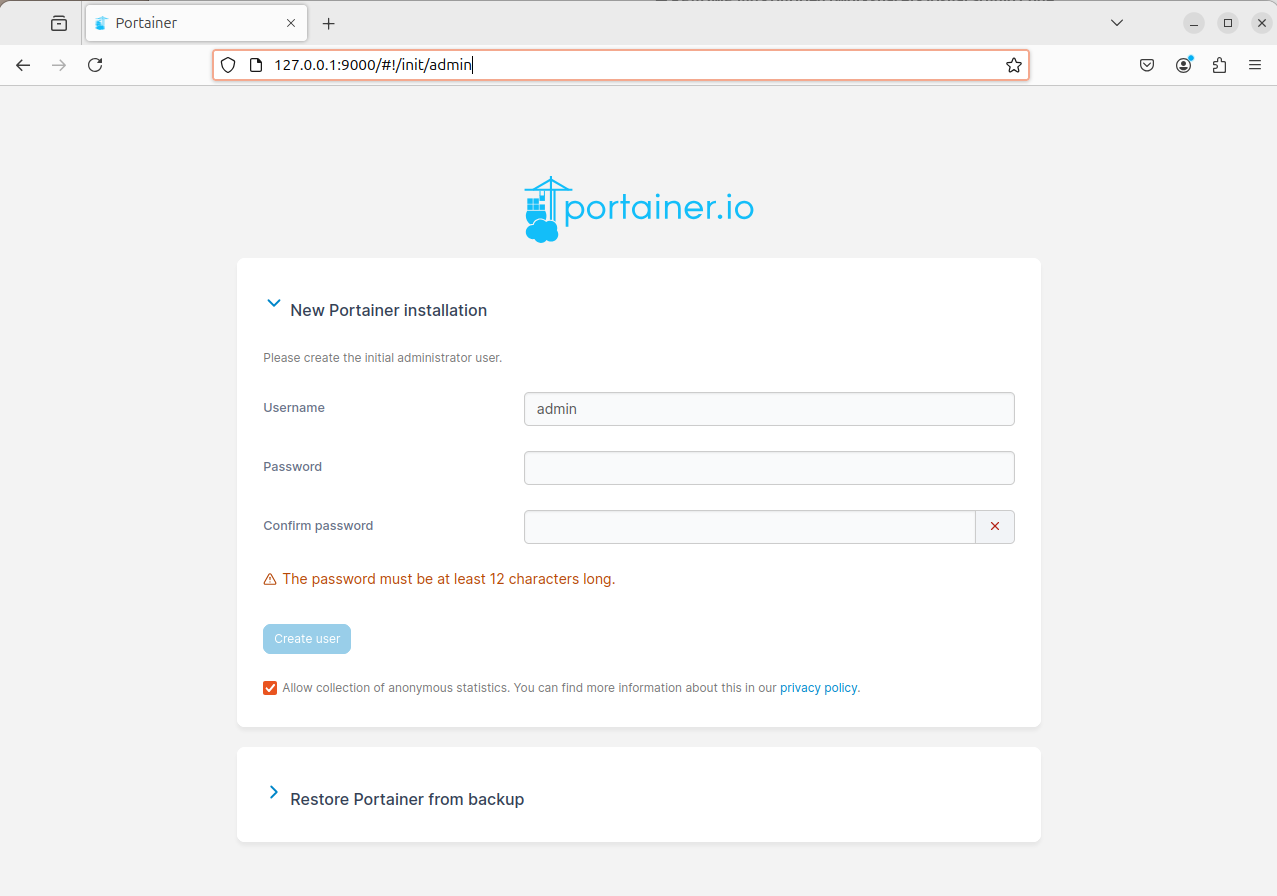 Portainer
127.0.0.1:9000/#!/init/admin
portainer.io
New Portainer installation
Please create the initial administrator user.
Username
admin
Password
Confirm password
The password must be at least 12 characters long.
Create user
Allow collection of anonymous statistics. You can find more information about this in our privacy policy.
Restore Portainer from backup